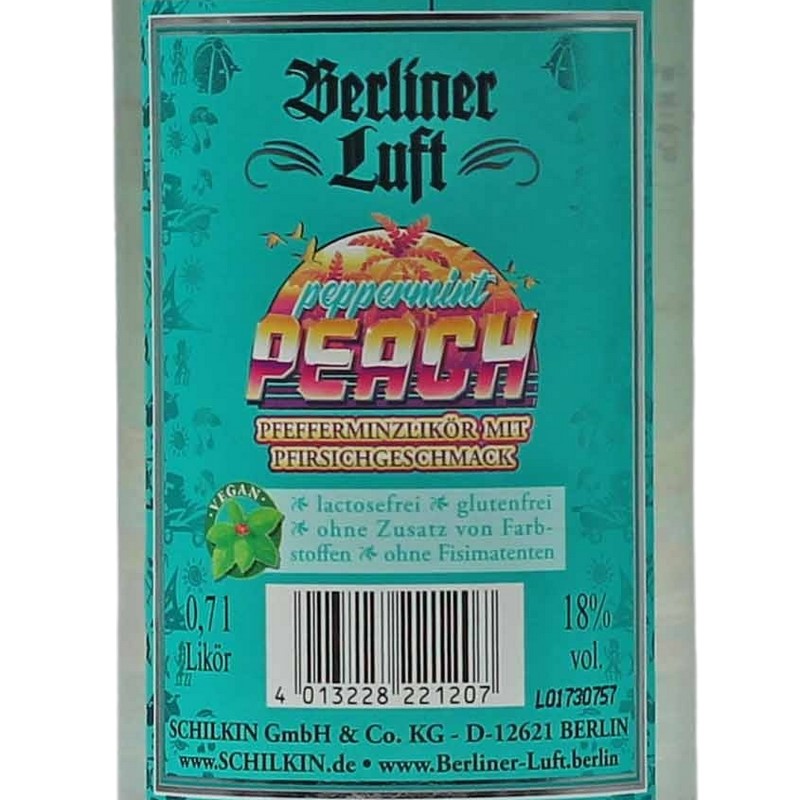 Berliner
Luft
peppermint
PEACH
PFEFFERMINZLIKÖR MIT
PFIRSICHGESCHMACK
VEGAN
lactosefrei glutenfrei
ohne Zusatz von Farb-
stoffen ohne Fisimatenten
0,7 l
Likör
18%
vol.
4 013228 221207
L01730757
SCHILKIN GmbH & Co. KG - D-12621 BERLIN
www.SCHILKIN.de • www.Berliner-Luft.berlin